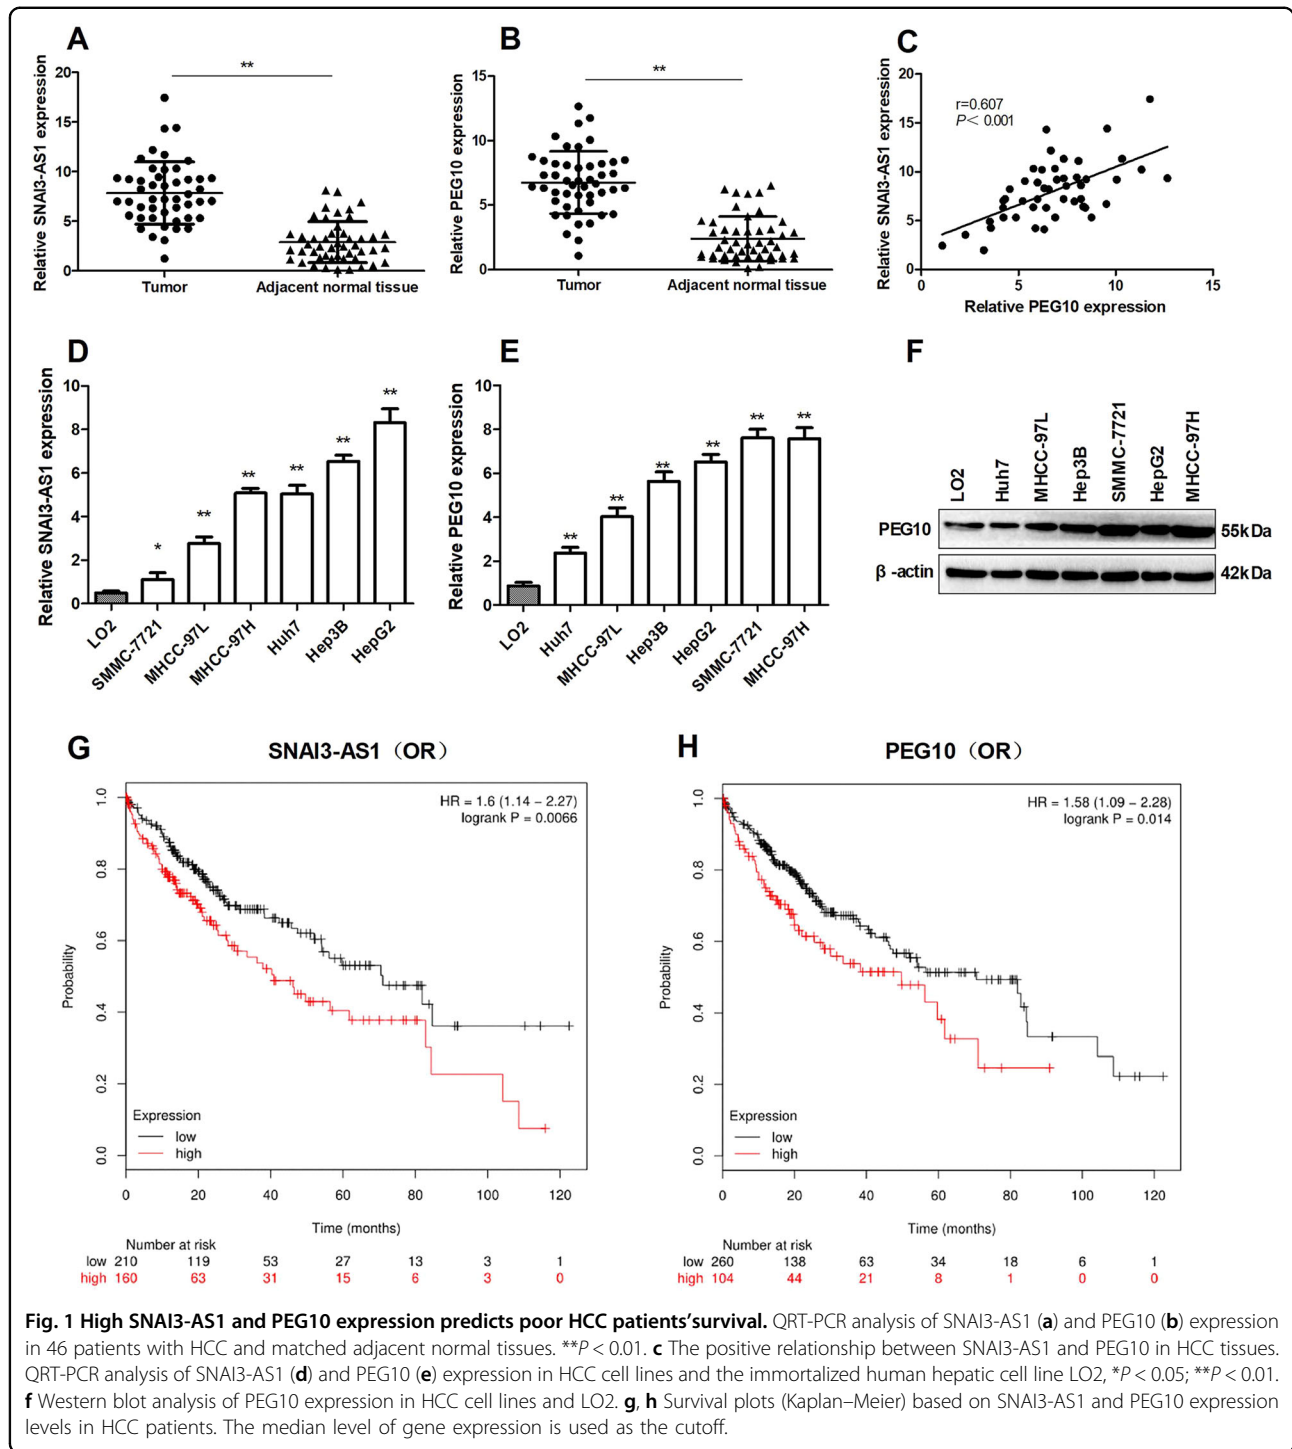 A
Relative SNAI3-AS1 expression
20
15
10
5
0
**
Tumor
Adjacent normal tissue
B
Relative PEG10 expression
15
10
5
0
**
Tumor
Adjacent normal tissue
C
Relative SNAI3-AS1 expression
20
15
10
5
0
r=0.607
P< 0.001
0
5
10
15
Relative PEG10 expression
D
Relative SNAI3-AS1 expression
10
8
6
4
2
0
*
**
**
**
**
**
LO2
SMMC-7721
MHCC-97L
MHCC-97H
Huh7
Hep3B
HepG2
E
Relative PEG10 expression
10
8
6
4
2
0
**
**
**
**
**
**
LO2
Huh7
MHCC-97L
Hep3B
HepG2
SMMC-7721
MHCC-97H
F
LO2
Huh7
MHCC-97L
Hep3B
SMMC-7721
HepG2
MHCC-97H
PEG10
55kDa
β -actin
42kDa
G
SNAI3-AS1（OR）
HR = 1.6 (1.14 − 2.27)
logrank P = 0.0066
Probability
1.0
0.8
0.6
0.4
0.2
0.0
Expression
low
high
0 20 40 60 80 100 120
Time (months)
Number at risk
low 210 119 53 27 13 3 1
high 160 63 31 15 6 3 0
H
PEG10（OR）
HR = 1.58 (1.09 − 2.28)
logrank P = 0.014
Probability
1.0
0.8
0.6
0.4
0.2
0.0
Expression
low
high
0 20 40 60 80 100 120
Time (months)
Number at risk
low 260 138 63 34 18 6 1
high 104 44 21 8 1 0 0
Fig. 1 High SNAI3-AS1 and PEG10 expression predicts poor HCC patients'survival. QRT-PCR analysis of SNAI3-AS1 (a) and PEG10 (b) expression
in 46 patients with HCC and matched adjacent normal tissues. **P < 0.01. c The positive relationship between SNAI3-AS1 and PEG10 in HCC tissues.
QRT-PCR analysis of SNAI3-AS1 (d) and PEG10 (e) expression in HCC cell lines and the immortalized human hepatic cell line LO2, *P < 0.05; **P < 0.01.
f Western blot analysis of PEG10 expression in HCC cell lines and LO2. g, h Survival plots (Kaplan–Meier) based on SNAI3-AS1 and PEG10 expression
levels in HCC patients. The median level of gene expression is used as the cutoff.